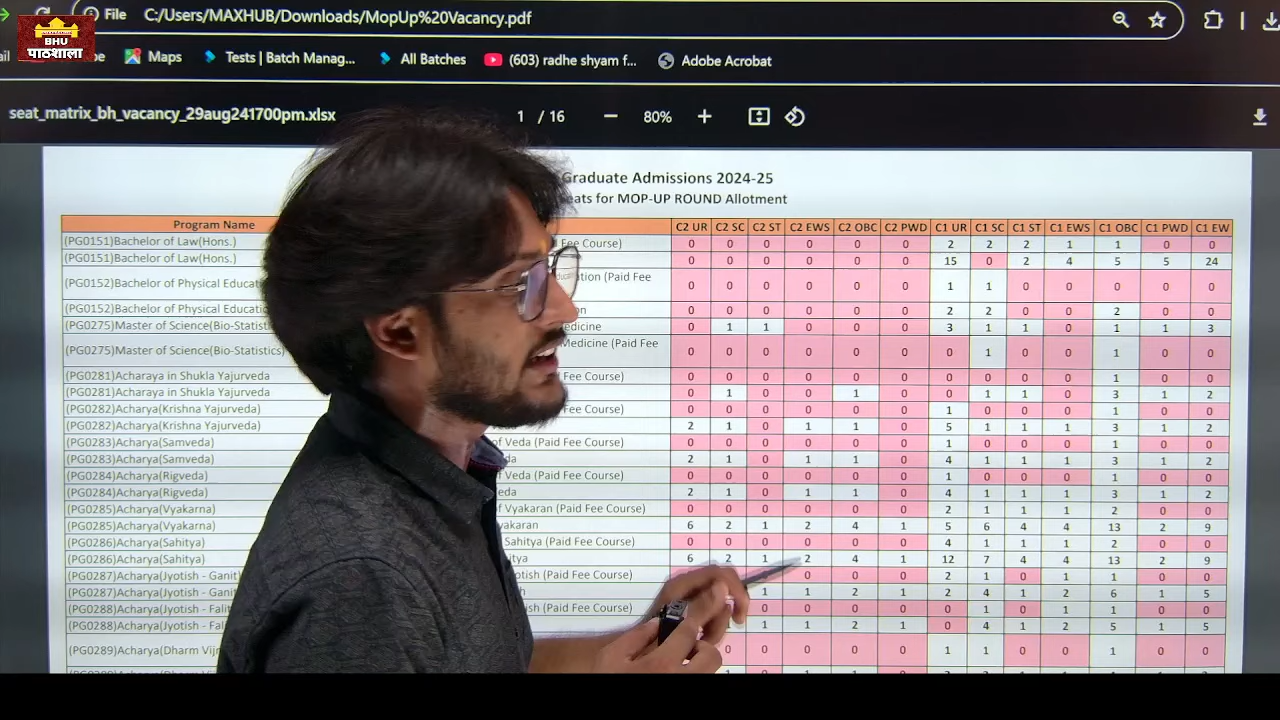 File C:/Users/MAXHUB/Downloads/MopUp%20Vacancy.pdf
BHU
पाठशाला
Maps Tests | Batch Manag... All Batches (603) radhe shyam f... Adobe Acrobat
seat_matrix_bh_vacancy_29aug241700pm.xlsx 1 / 16 80%
Graduate Admissions 2024-25
for MOP-UP ROUND Allotment
Program Name C2 UR C2 SC C2 ST C2 EWS C2 OBC C2 PWD C1 UR C1 SC C1 ST C1 EWS C1 OBC C1 PWD C1 EW
(PG0151)Bachelor of Law(Hons.) Fee Course) 0 0 0 0 0 0 2 2 2 1 1 0 0
(PG0151)Bachelor of Law(Hons.) 0 0 0 0 0 0 15 0 2 4 5 5 24
(PG0152)Bachelor of Physical (Paid Fee 0 0 0 0 0 0 1 1 0 0 0 0 0
(PG0152)Bachelor of Physical 0 0 0 0 0 0 2 2 0 0 2 0 0
(PG0275)Master of Science(Bio-Statisti 0 1 1 0 0 0 3 1 1 0 1 1 3
(PG0275)Master of Science(Bio-Statistics) Medicine (Paid Fee 0 0 0 0 0 0 0 1 0 0 1 0 0
(PG0281)Acharaya in Shukla Yajurveda Course) 0 0 0 0 0 0 0 0 0 0 1 0 0
(PG0281)Acharaya in Shukla Yajurveda 0 1 0 0 1 0 0 1 1 0 3 1 2
(PG0282)Acharya(Krishna Yajurveda) Fee Course) 0 0 0 0 0 0 1 0 0 0 1 0 0
(PG0282)Acharya(Krishna Yajurveda) 2 1 0 1 1 0 5 1 1 1 3 1 2
(PG0283)Acharya(Samveda) of Veda (Paid Fee Course) 0 0 0 0 0 0 1 0 0 0 1 0 0
(PG0283)Acharya(Samveda) 2 1 0 1 1 0 4 1 1 1 3 1 2
(PG0284)Acharya(Rigveda) of Veda (Paid Fee Course) 0 0 0 0 0 0 1 0 0 0 1 0 0
(PG0284)Acharya(Rigveda) 2 1 0 1 1 0 4 1 1 1 3 1 2
(PG0285)Acharya(Vyakarna) of Vyakaran (Paid Fee Course) 0 0 0 0 0 0 2 1 1 1 2 0 0
(PG0285)Acharya(Vyakarna) yakaran 6 2 1 2 4 1 5 6 4 4 13 2 9
(PG0286)Acharya(Sahitya) Sahitya (Paid Fee Course) 0 0 0 0 0 0 4 1 1 1 2 0 0
(PG0286)Acharya(Sahitya) 6 2 1 2 4 1 12 7 4 4 13 2 9
(PG0287)Acharya(Jyotish - Ganit (Paid Fee Course) 0 0 0 2 1 0 1 1 0 0
(PG0287)Acharya(Jyotish - Ganit 1 1 2 1 2 4 1 2 6 1 5
(PG0288)Acharya(Jyotish - Falit (Paid Fee Course) 0 0 0 0 0 1 0 1 1 0 0
(PG0288)Acharya(Jyotish - Fali 1 1 1 2 1 0 4 1 2 5 1 5
(PG0289)Acharya(Dharm Vijn 0 0 0 0 0 1 1 0 0 1 0 0